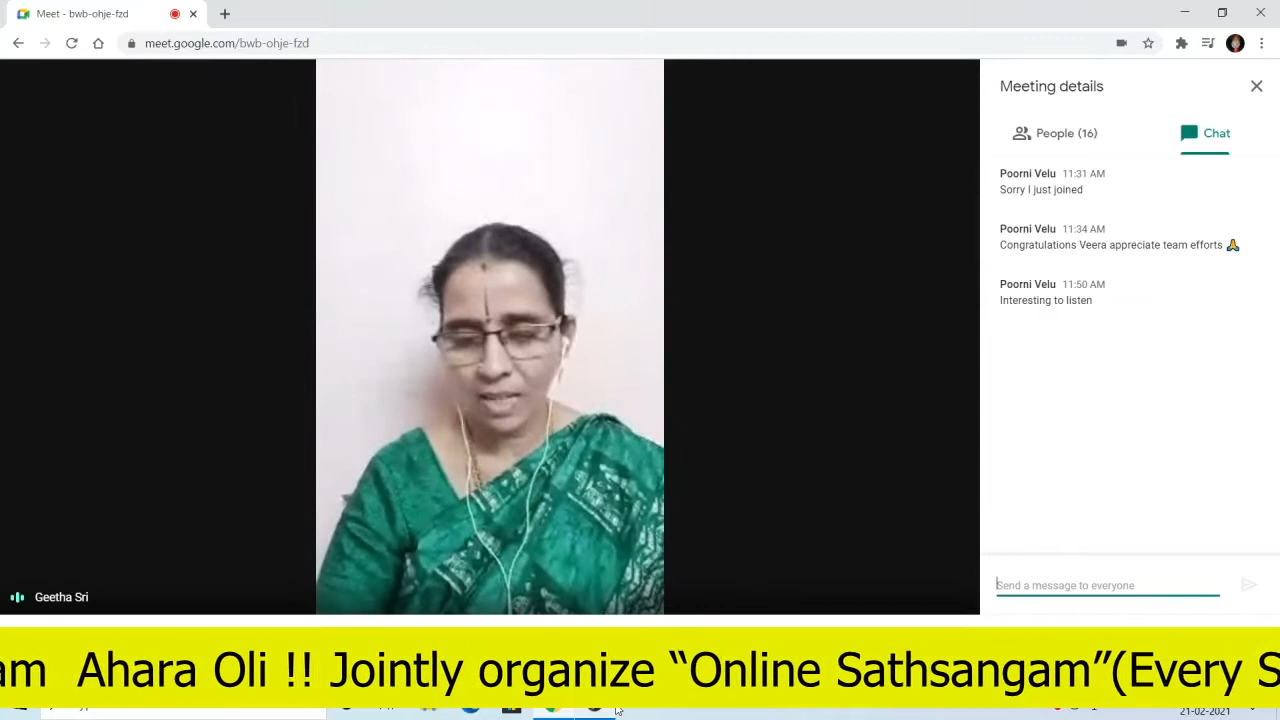 Meet - bwb-ohje-fzd
meet.google.com/bwb-ohje-fzd
Meeting details
People (16)
Chat
Poorni Velu 11:31 AM
Sorry I just joined
Poorni Velu 11:34 AM
Congratulations Veera appreciate team efforts 🙏
Poorni Velu 11:50 AM
Interesting to listen
Send a message to everyone
Geetha Sri
am Ahara Oli !! Jointly organize “Online Sathsangam”(Every S
21-02-2021